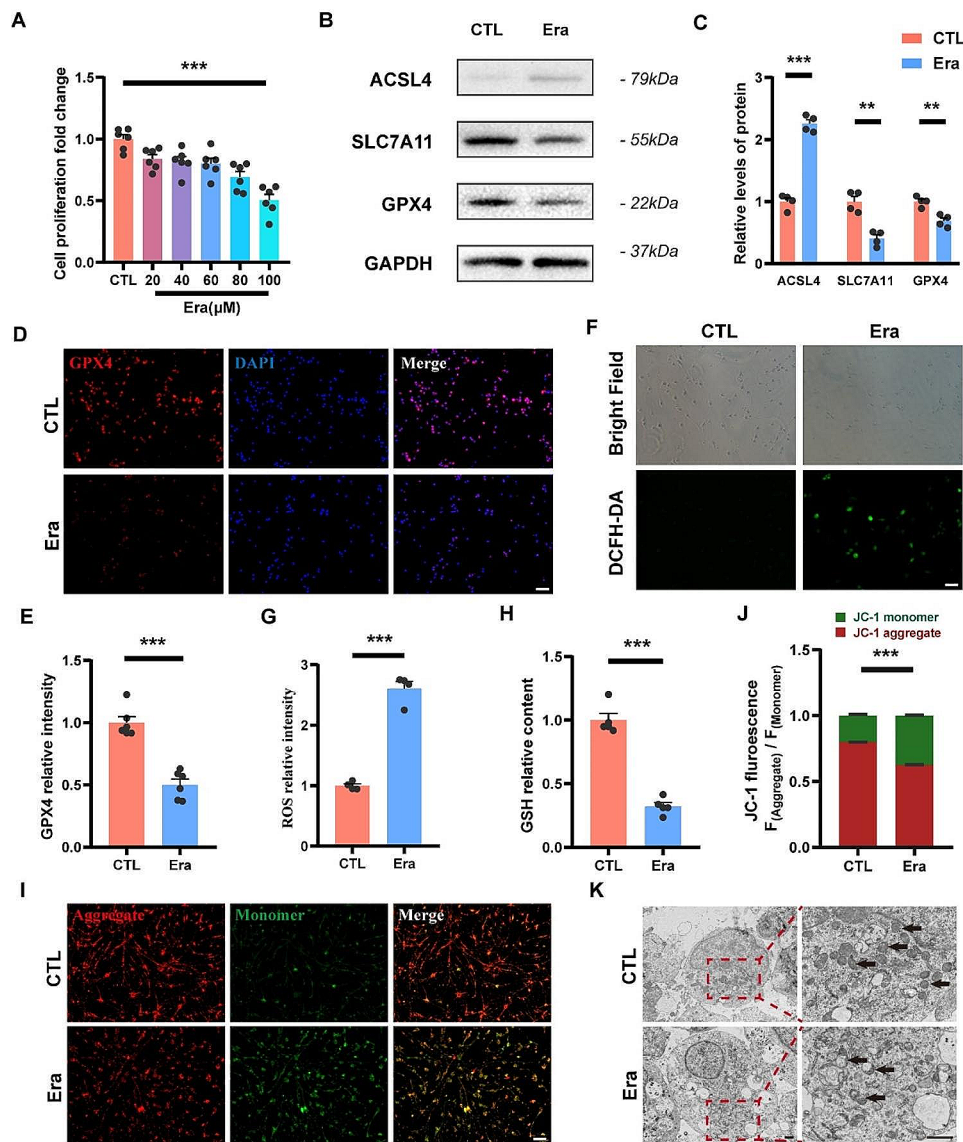 A
***
Cell proliferation fold change
1.5
1.0
0.5
0.0
CTL 20 40 60 80 100
Era(μM)
B
CTL Era
ACSL4 - 79kDa
SLC7A11 - 55kDa
GPX4 - 22kDa
GAPDH - 37kDa
C
CTL
Era
*** ** **
Relative levels of protein
3
2
1
0
ACSL4 SLC7A11 GPX4
D
GPX4 DAPI Merge
CTL
Era
F
CTL Era
Bright Field
DCFH-DA
E
***
GPX4 relative intensity
1.5
1.0
0.5
0.0
CTL Era
G
***
ROS relative intensity
3
2
1
0
CTL Era
H
***
GSH relative content
1.5
1.0
0.5
0.0
CTL Era
J
JC-1 monomer
JC-1 aggregate
***
JC-1 fluroescence
F(Aggregate) / F(Monomer)
1.5
1.0
0.5
0.0
CTL Era
I
Aggregate Monomer Merge
CTL
Era
K
CTL
Era